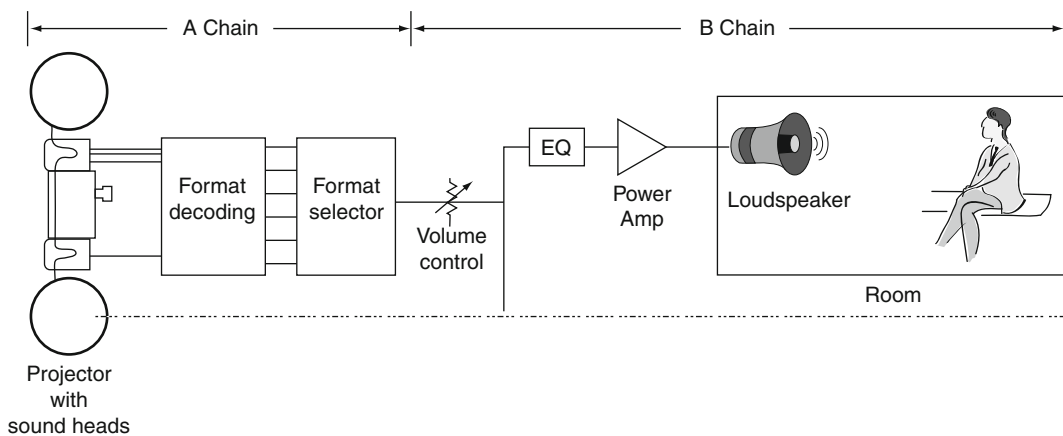 A Chain
B Chain
Format
decoding
Format
selector
Volume
control
EQ
Power
Amp
Loudspeaker
Room
Projector
with
sound heads